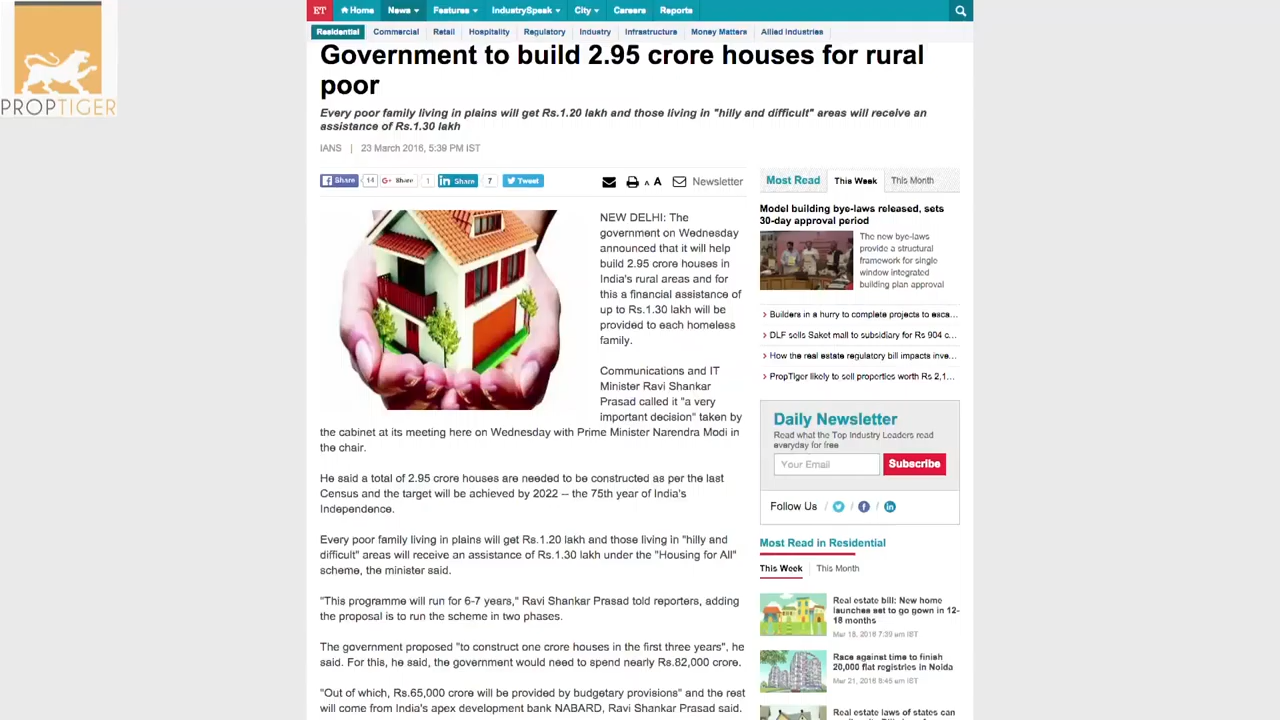 PROPTIGER
ET Home News Features IndustrySpeak City Careers Reports
Residential Commercial Retail Hospitality Regulatory Industry Infrastructure Money Matters Allied Industries
Government to build 2.95 crore houses for rural
poor
Every poor family living in plains will get Rs.1.20 lakh and those living in "hilly and difficult" areas will receive an
assistance of Rs.1.30 lakh
IANS | 23 March 2016, 5:39 PM IST
Share 14 G+ Share 1 in Share 7 Tweet A A Newsletter
NEW DELHI: The
government on Wednesday
announced that it will help
build 2.95 crore houses in
India's rural areas and for
this a financial assistance of
up to Rs.1.30 lakh will be
provided to each homeless
family.
Communications and IT
Minister Ravi Shankar
Prasad called it "a very
important decision" taken by
the cabinet at its meeting here on Wednesday with Prime Minister Narendra Modi in
the chair.
He said a total of 2.95 crore houses are needed to be constructed as per the last
Census and the target will be achieved by 2022 -- the 75th year of India's
Independence.
Every poor family living in plains will get Rs.1.20 lakh and those living in "hilly and
difficult" areas will receive an assistance of Rs.1.30 lakh under the "Housing for All"
scheme, the minister said.
"This programme will run for 6-7 years," Ravi Shankar Prasad told reporters, adding
the proposal is to run the scheme in two phases.
The government proposed "to construct one crore houses in the first three years", he
said. For this, he said, the government would need to spend nearly Rs.82,000 crore.
"Out of which, Rs.65,000 crore will be provided by budgetary provisions" and the rest
will come from India's apex development bank NABARD, Ravi Shankar Prasad said.
Most Read This Week This Month
Model building bye-laws released, sets
30-day approval period
The new bye-laws
provide a structural
framework for single
window integrated
building plan approval
Builders in a hurry to complete projects to esca...
DLF sells Saket mall to subsidiary for Rs 904 c...
How the real estate regulatory bill impacts inve...
PropTiger likely to sell properties worth Rs 2,1...
Daily Newsletter
Read what the Top Industry Leaders read
everyday for free
Your Email Subscribe
Follow Us / / / in
Most Read in Residential
This Week This Month
Real estate bill: New home
launches set to go gown in 12-
18 months
Mar 18, 2016 7:39 am IST
Race against time to finish
20,000 flat registries in Noida
Mar 21, 2016 8:45 am IST
Real estate laws of states can